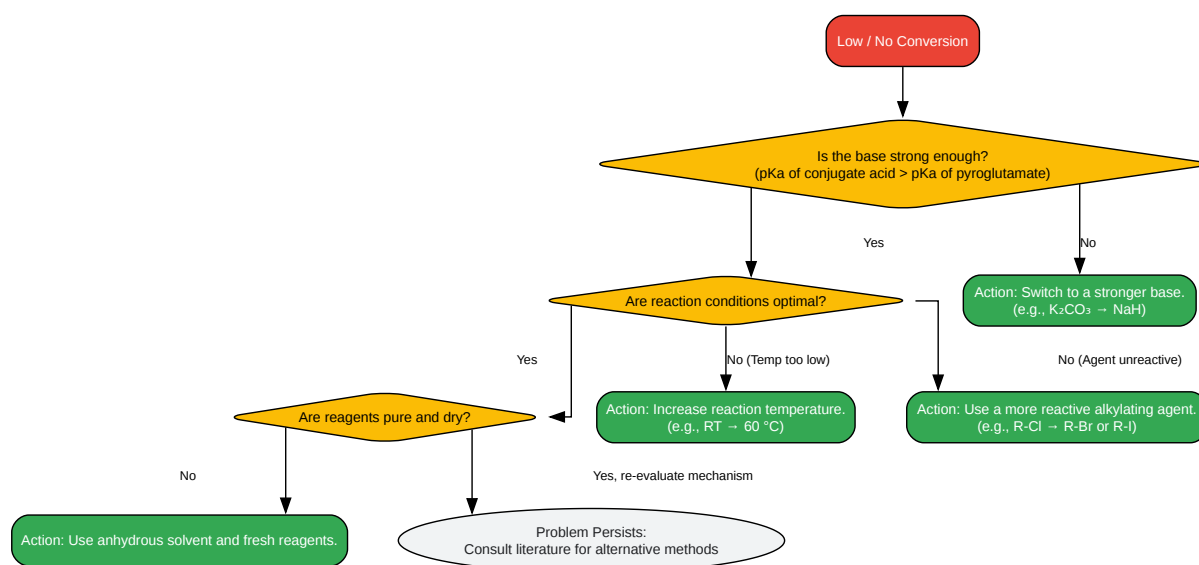 Low / No Conversion
Is the base strong enough?
(pKa of conjugate acid > pKa of pyroglutamate)
Yes
No
Are reaction conditions optimal?
Action: Switch to a stronger base.
(e.g., K₂CO₃ → NaH)
Yes
No (Temp too low)
No (Agent unreactive)
Are reagents pure and dry?
Action: Increase reaction temperature.
(e.g., RT → 60 °C)
Action: Use a more reactive alkylating agent.
(e.g., R-Cl → R-Br or R-I)
No
Yes, re-evaluate mechanism
Action: Use anhydrous solvent and fresh reagents.
Problem Persists:
Consult literature for alternative methods